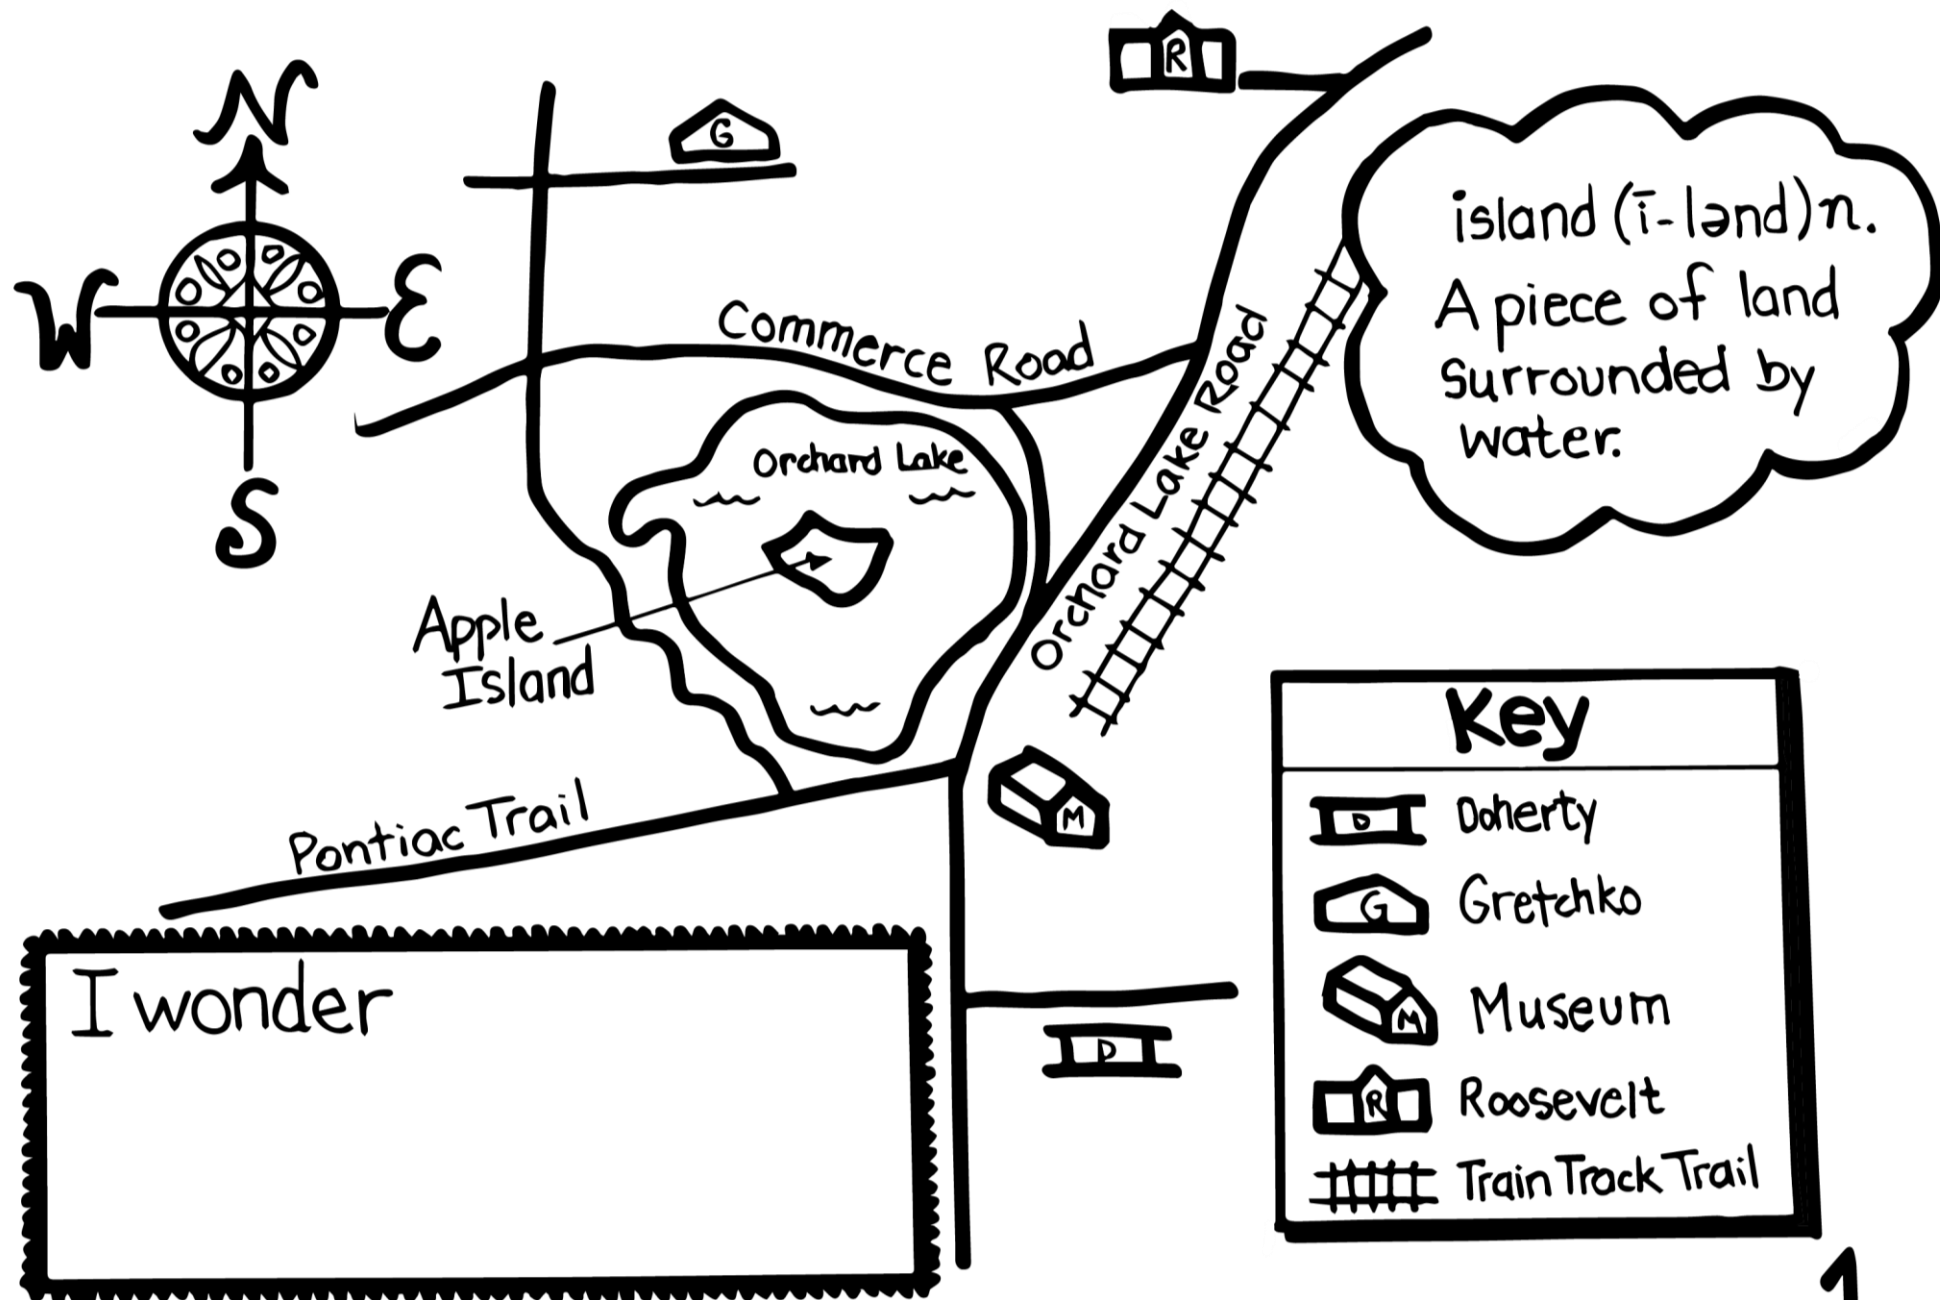 N
W
E
S
G
R
Commerce Road
Orchard Lake Road
Orchard Lake
Apple
Island
Pontiac Trail
M
D
island (ī-lənd) n.
A piece of land
surrounded by
water.
I wonder
Key
D Doherty
G Gretchko
M Museum
R Roosevelt
Train Track Trail
1